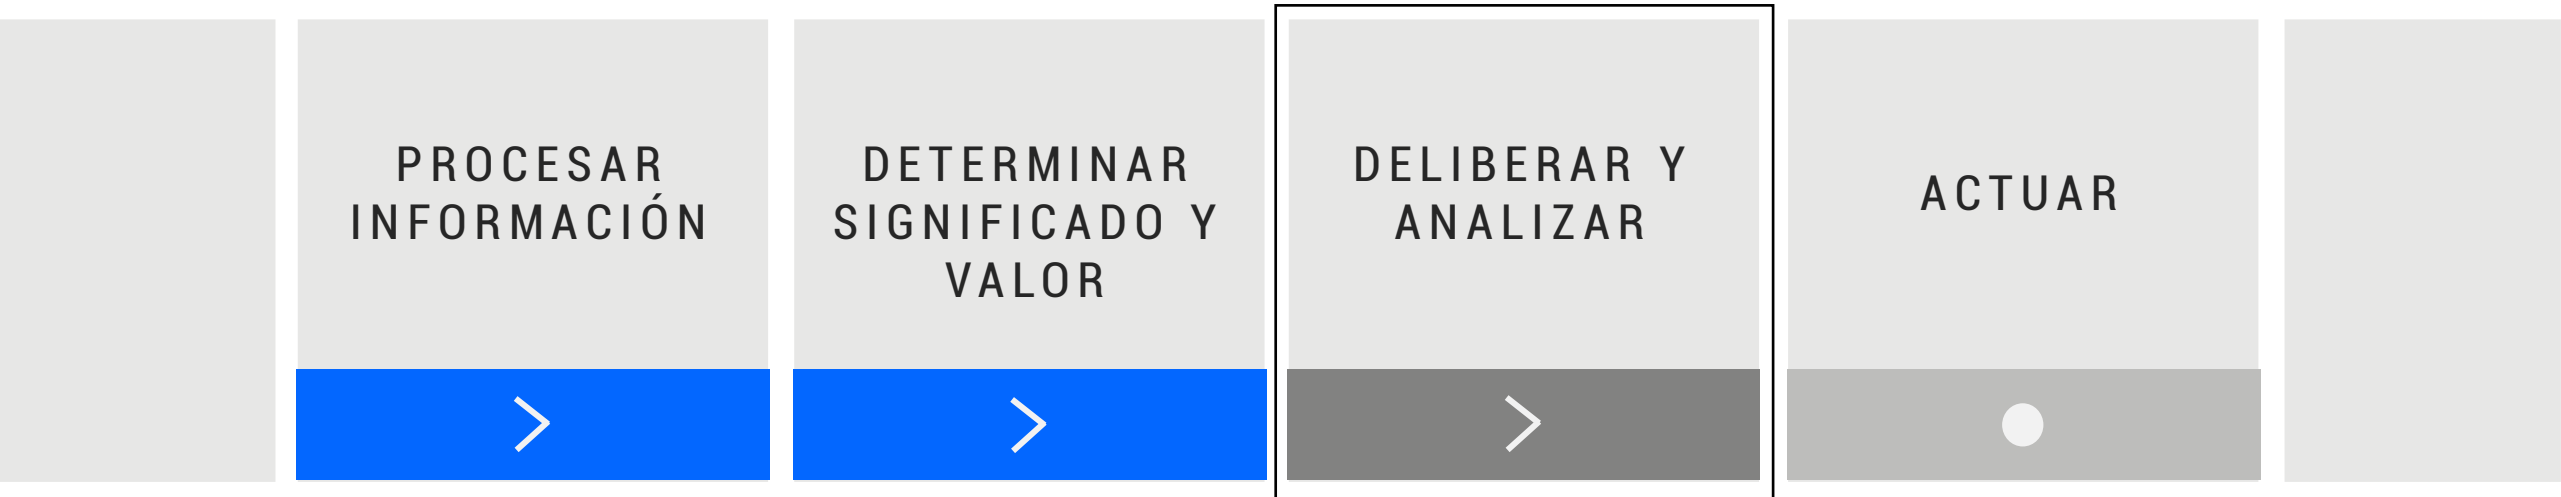 PROCESAR
INFORMACIÓN
DETERMINAR
SIGNIFICADO Y
VALOR
DELIBERAR Y
ANALIZAR
ACTUAR